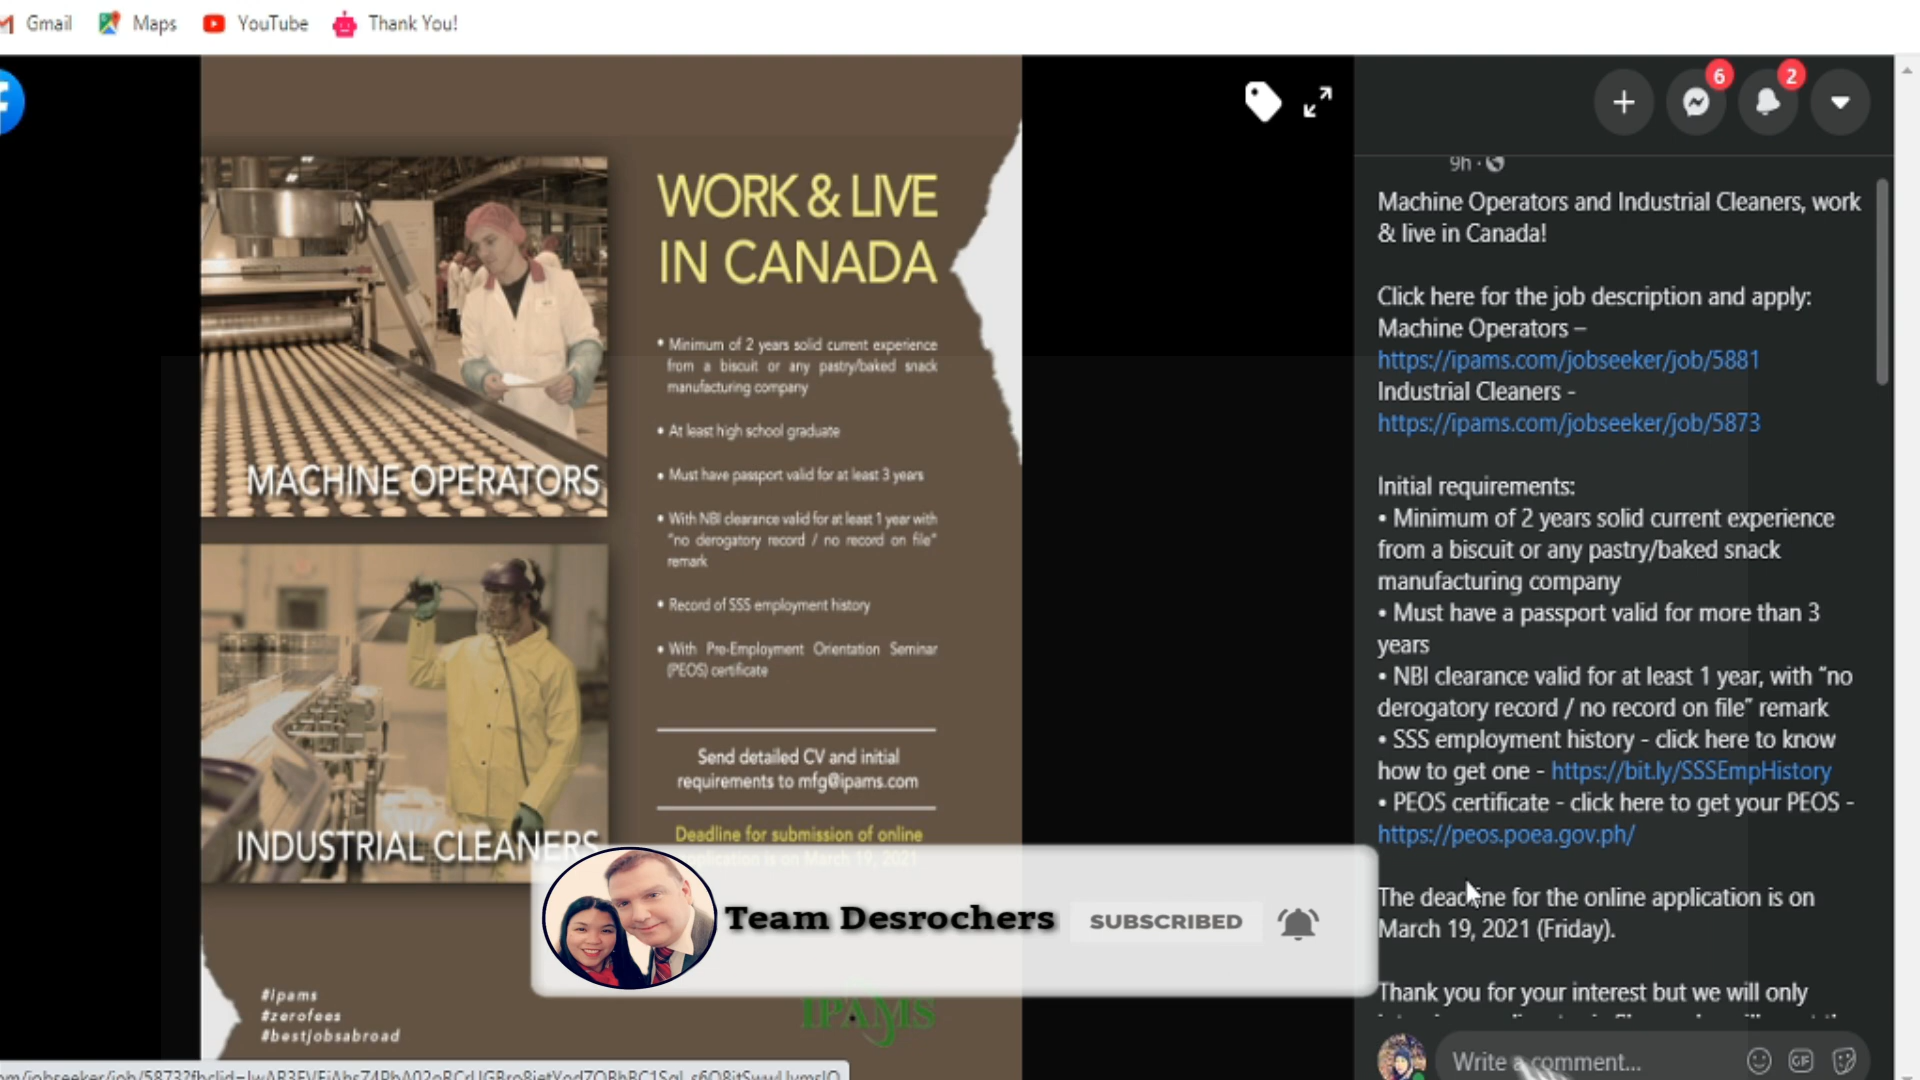 Gmail
Maps
YouTube
Thank You!
6
2
WORK & LIVE
IN CANADA
• Minimum of 2 years solid current experience
from a biscuit or any pastry/baked snack
manufacturing company
• At least high school graduate
• Must have passport valid for at least 3 years
• With NBI clearance valid for at least 1 year with
"no derogatory record / no record on file"
remark
• Record of SSS employment history
• With Pre-Employment Orientation Seminar
(PEOS) certificate
Send detailed CV and initial
requirements to mfg@ipams.com
Deadline for submission of online
application is on March 19, 2021
MACHINE OPERATORS
INDUSTRIAL CLEANERS
Team Desrochers
SUBSCRIBED
#ipams
#zerofees
#bestjobsabroad
IPAMS
9h ·
Machine Operators and Industrial Cleaners, work
& live in Canada!
Click here for the job description and apply:
Machine Operators –
https://ipams.com/jobseeker/job/5881
Industrial Cleaners -
https://ipams.com/jobseeker/job/5873
Initial requirements:
• Minimum of 2 years solid current experience
from a biscuit or any pastry/baked snack
manufacturing company
• Must have a passport valid for more than 3
years
• NBI clearance valid for at least 1 year, with "no
derogatory record / no record on file" remark
• SSS employment history - click here to know
how to get one - https://bit.ly/SSSEmpHistory
• PEOS certificate - click here to get your PEOS -
https://peos.poea.gov.ph/
The deadline for the online application is on
March 19, 2021 (Friday).
Thank you for your interest but we will only
Write a comment...
GIF